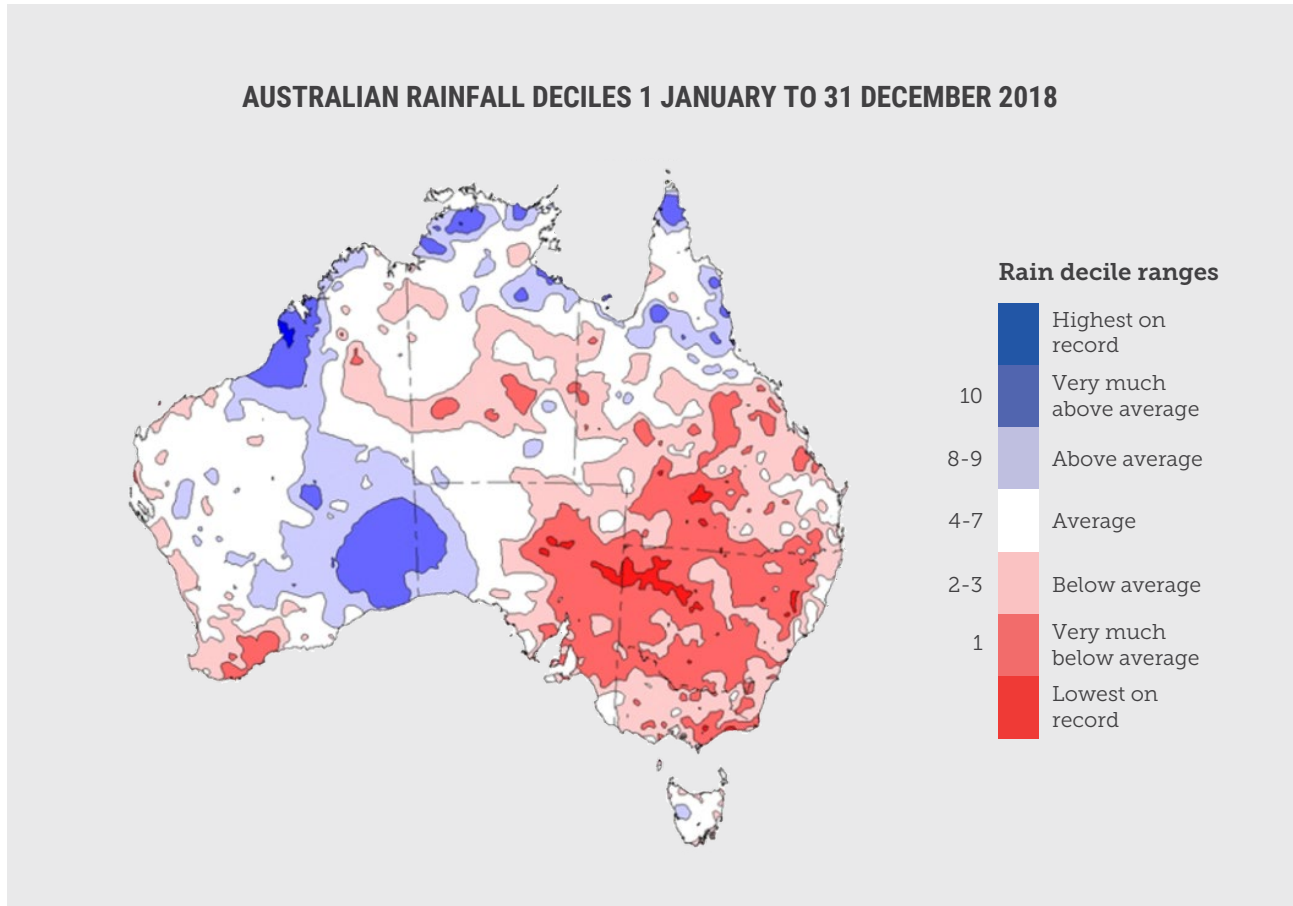 AUSTRALIAN RAINFALL DECILES 1 JANUARY TO 31 DECEMBER 2018
Rain decile ranges
Highest on
record
10
Very much
above average
8-9
Above average
4-7
Average
2-3
Below average
1
Very much
below average
Lowest on
record